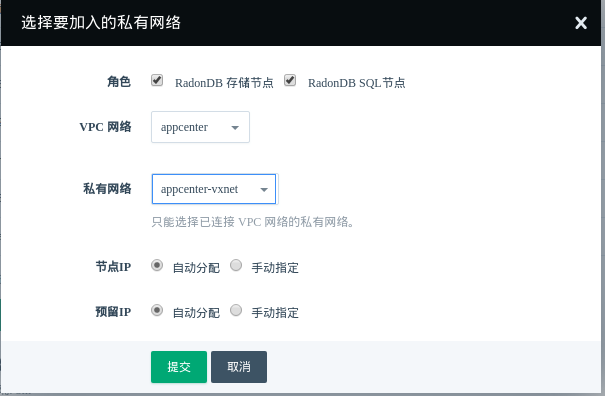 选择要加入的私有网络
角色 RadonDB 存储节点 RadonDB SQL节点
VPC 网络 appcenter
私有网络 appcenter-vxnet
只能选择已连接 VPC 网络的私有网络。
节点IP 自动分配 手动指定
预留IP 自动分配 手动指定
提交 取消